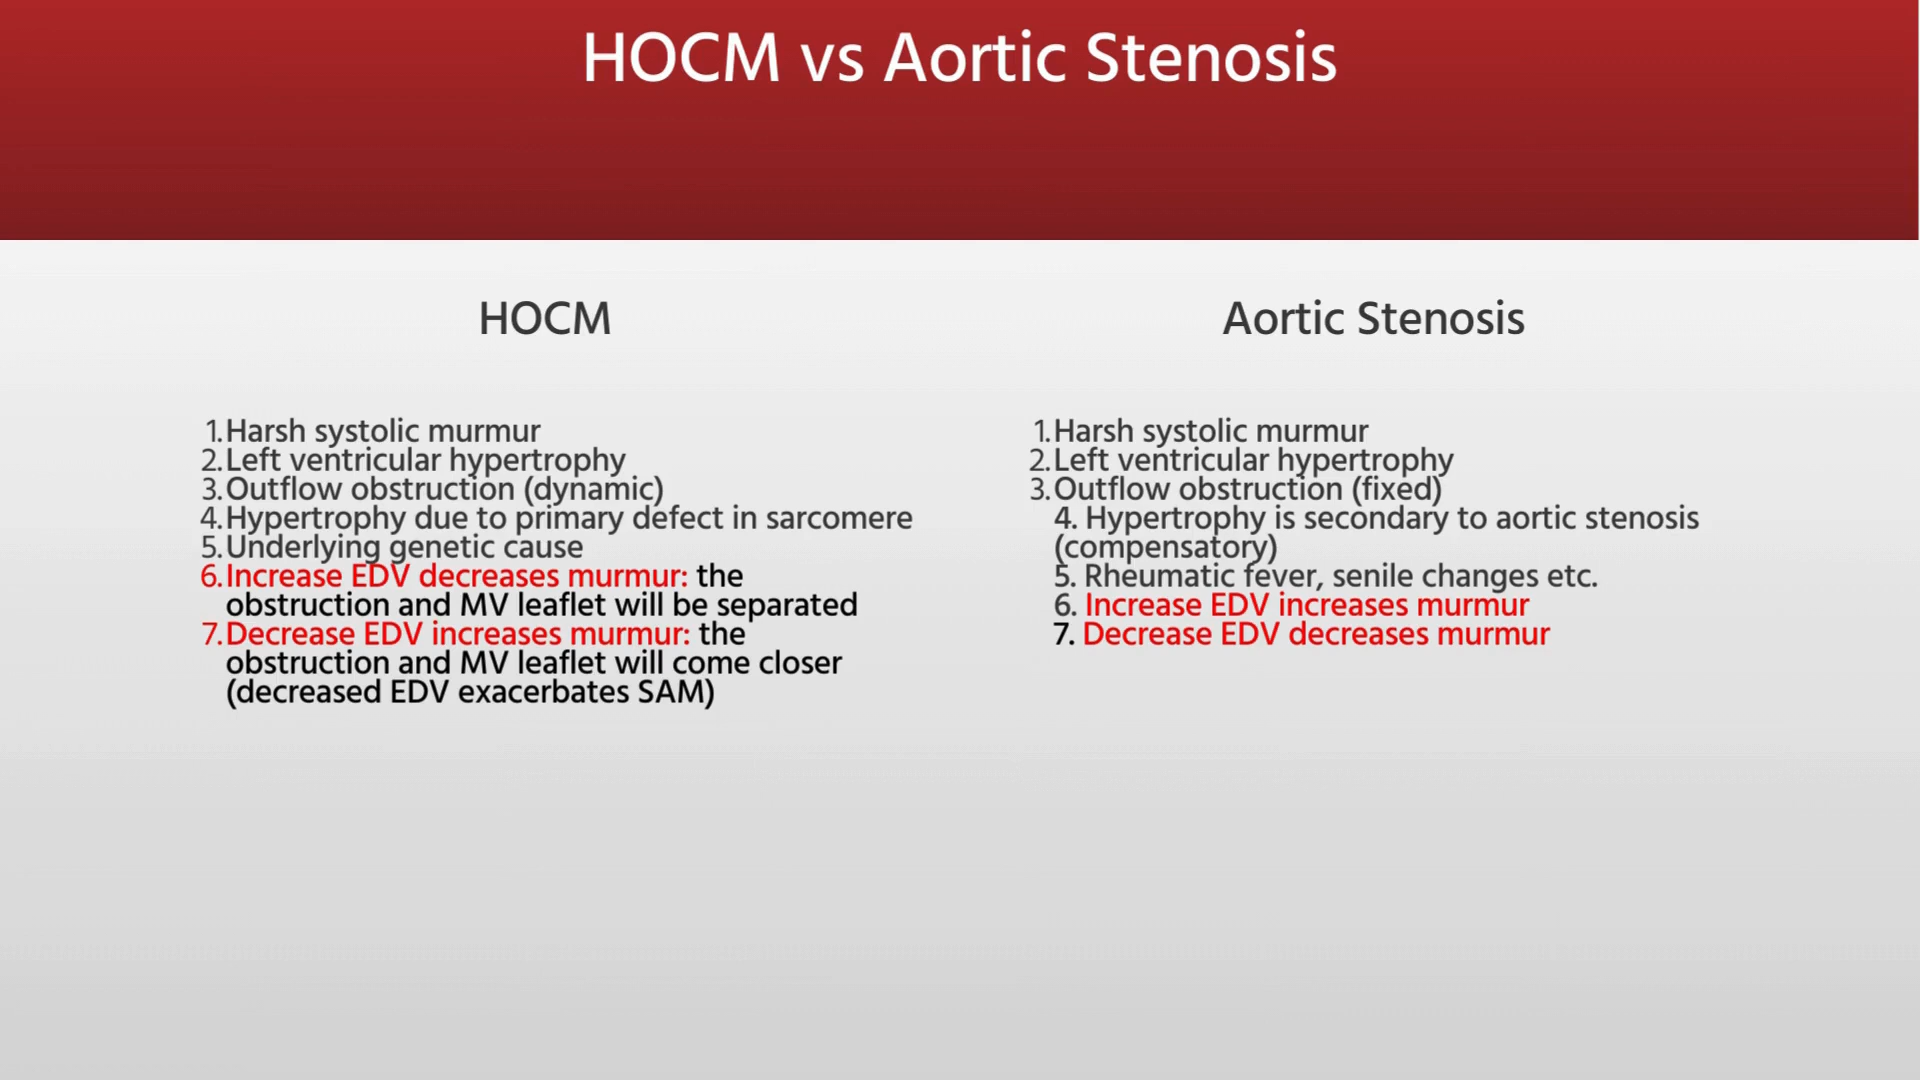 HOCM vs Aortic Stenosis
HOCM
1.Harsh systolic murmur
2.Left ventricular hypertrophy
3.Outflow obstruction (dynamic)
4.Hypertrophy due to primary defect in sarcomere
5.Underlying genetic cause
6.Increase EDV decreases murmur: the
obstruction and MV leaflet will be separated
7.Decrease EDV increases murmur: the
obstruction and MV leaflet will come closer
(decreased EDV exacerbates SAM)
Aortic Stenosis
1.Harsh systolic murmur
2.Left ventricular hypertrophy
3.Outflow obstruction (fixed)
4. Hypertrophy is secondary to aortic stenosis
(compensatory)
5. Rheumatic fever, senile changes etc.
6. Increase EDV increases murmur
7. Decrease EDV decreases murmur